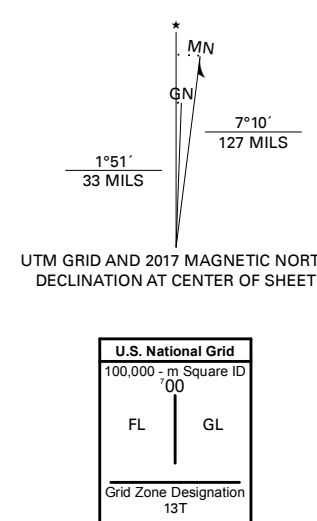 ★
MN
GN
7°10´
127 MILS
1°51´
33 MILS
UTM GRID AND 2017 MAGNETIC NORT
DECLINATION AT CENTER OF SHEET
U.S. National Grid
100,000 - m Square ID
⁷00
FL GL
Grid Zone Designation
13T